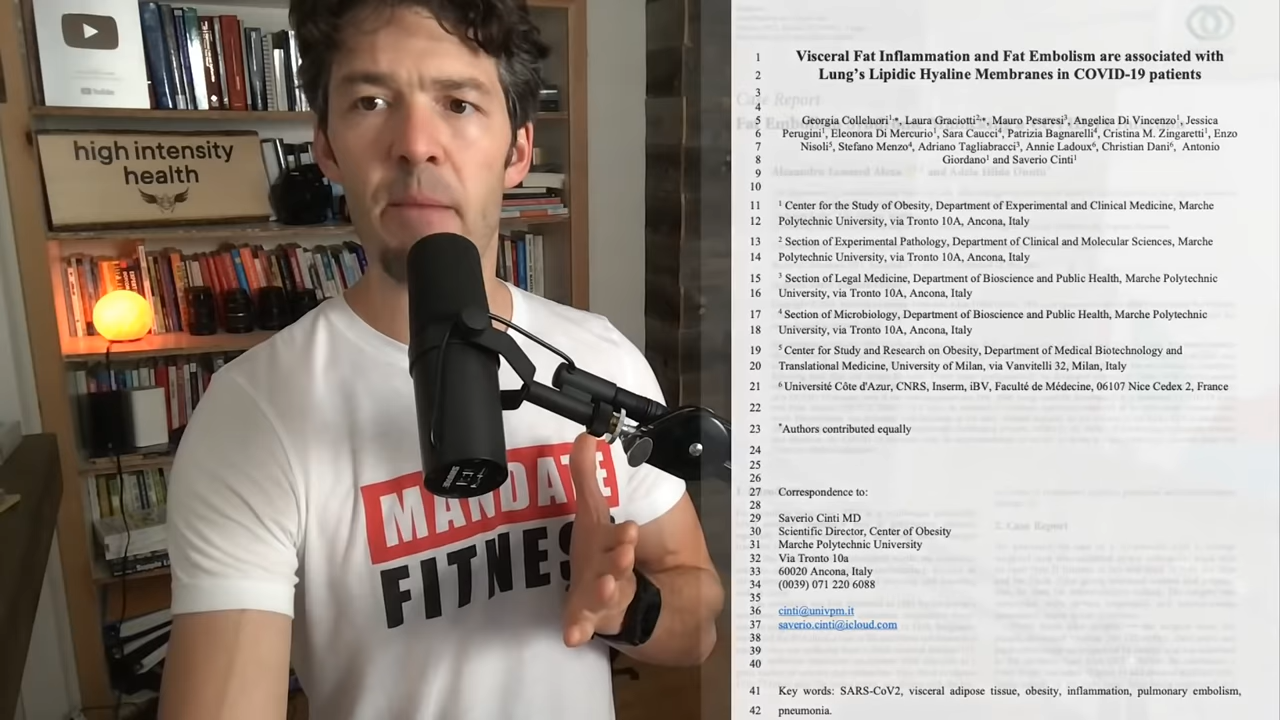 YouTube
high intensity
health
MANDATE
FITNES
Case Report
1 Visceral Fat Inflammation and Fat Embolism are associated with
2 Lung's Lipidic Hyaline Membranes in COVID-19 patients
3
4
5 Georgia Colleluori1,*, Laura Graciotti2,*, Mauro Pesaresi3, Angelica Di Vincenzo1, Jessica
6 Perugini1, Eleonora Di Mercurio1, Sara Caucci4, Patrizia Bagnarelli4, Cristina M. Zingaretti1, Enzo
7 Nisoli5, Stefano Menzo4, Adriano Tagliabracci3, Annie Ladoux6, Christian Dani6, Antonio
8 Giordano1 and Saverio Cinti1
9
10
11 1 Center for the Study of Obesity, Department of Experimental and Clinical Medicine, Marche
12 Polytechnic University, via Tronto 10A, Ancona, Italy
13 2 Section of Experimental Pathology, Department of Clinical and Molecular Sciences, Marche
14 Polytechnic University, via Tronto 10A, Ancona, Italy
15 3 Section of Legal Medicine, Department of Bioscience and Public Health, Marche Polytechnic
16 University, via Tronto 10A, Ancona, Italy
17 4 Section of Microbiology, Department of Bioscience and Public Health, Marche Polytechnic
18 University, via Tronto 10A, Ancona, Italy
19 5 Center for Study and Research on Obesity, Department of Medical Biotechnology and
20 Translational Medicine, University of Milan, via Vanvitelli 32, Milan, Italy
21 6 Université Côte d'Azur, CNRS, Inserm, iBV, Faculté de Médecine, 06107 Nice Cedex 2, France
22
23 *Authors contributed equally
24
25
26
27 Correspondence to:
28
29 Saverio Cinti MD
30 Scientific Director, Center of Obesity
31 Marche Polytechnic University
32 Via Tronto 10a
33 60020 Ancona, Italy
34 (0039) 071 220 6088
35
36 cinti@univpm.it
37 saverio.cinti@icloud.com
38
39
40
41 Key words: SARS-CoV2, visceral adipose tissue, obesity, inflammation, pulmonary embolism,
42 pneumonia.